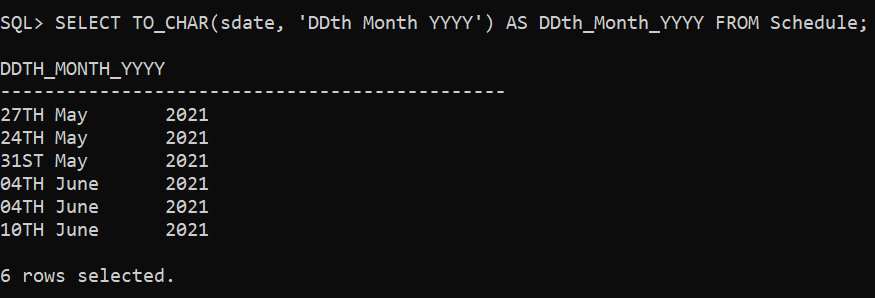 SQL> SELECT TO_CHAR(sdate, 'DDth Month YYYY') AS DDth_Month_YYYY FROM Schedule;
DDTH_MONTH_YYYY
----------------------------------------------
27TH May       2021
24TH May       2021
31ST May       2021
04TH June      2021
04TH June      2021
10TH June      2021
6 rows selected.